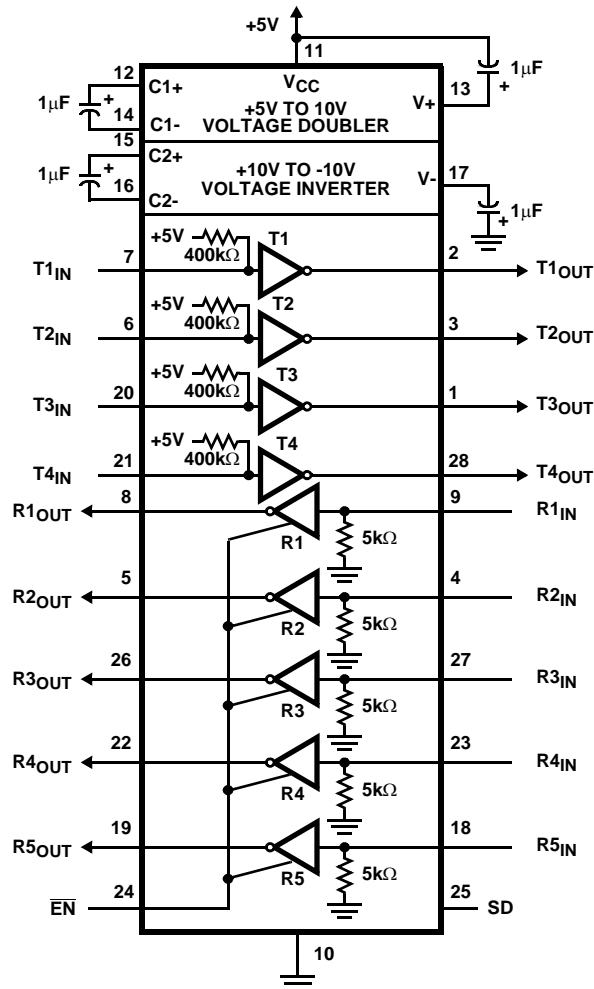 +5V
11
12
1μF
+
C1+
VCC
13
1μF
+
14
C1-
+5V TO 10V
VOLTAGE DOUBLER
V+
15
C2+
1μF
+
16
C2-
+10V TO -10V
VOLTAGE INVERTER
V-
17
1μF
+
+5V
400kΩ
T1
T1IN
7
2
T1OUT
+5V
400kΩ
T2
T2IN
6
3
T2OUT
+5V
400kΩ
T3
T3IN
20
1
T3OUT
+5V
400kΩ
T4
T4IN
21
28
T4OUT
R1OUT
8
9
R1IN
R1
5kΩ
R2OUT
5
4
R2IN
R2
5kΩ
R3OUT
26
27
R3IN
R3
5kΩ
R4OUT
22
23
R4IN
R4
5kΩ
R5OUT
19
18
R5IN
R5
5kΩ
E̅N̅
24
25
SD
10